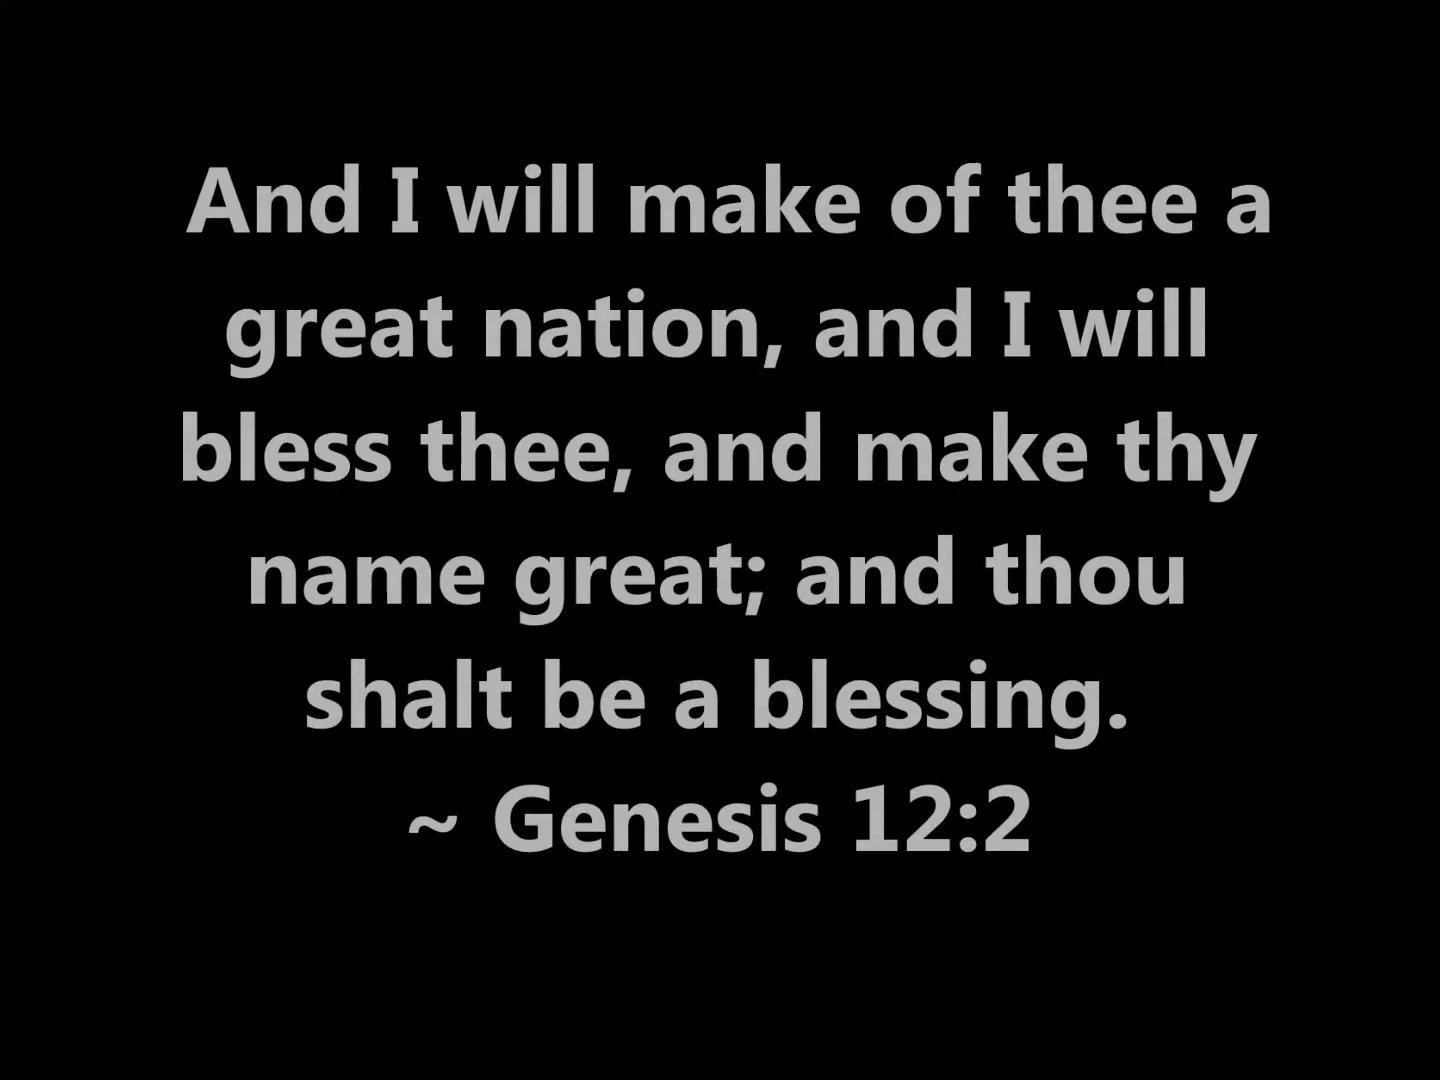 And I will make of thee a
great nation, and I will
bless thee, and make thy
name great; and thou
shalt be a blessing.
~ Genesis 12:2